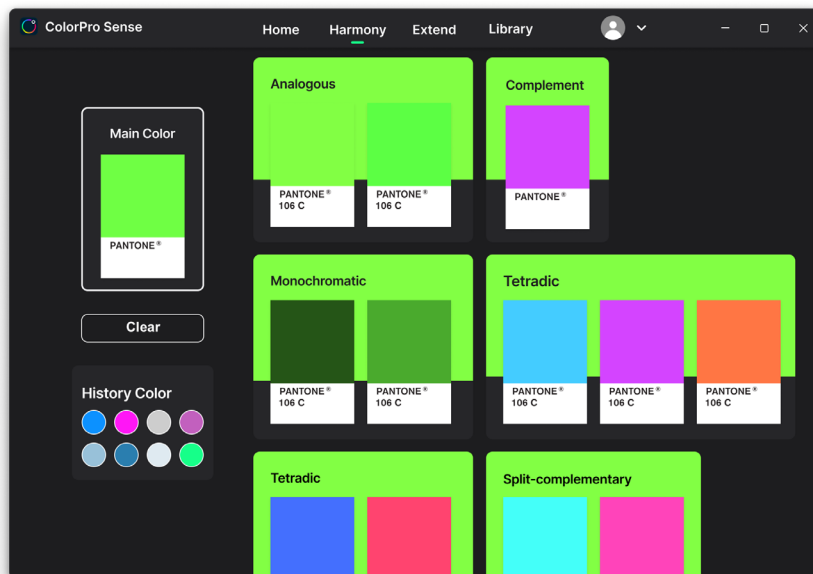 ColorPro Sense
Home Harmony Extend Library
Main Color
PANTONE®
Clear
History Color
Analogous
PANTONE® PANTONE®
106 C 106 C
Complement
PANTONE®
Monochromatic
PANTONE® PANTONE®
106 C 106 C
Tetradic
PANTONE® PANTONE® PANTONE®
106 C 106 C 106 C
Tetradic
Split-complementary